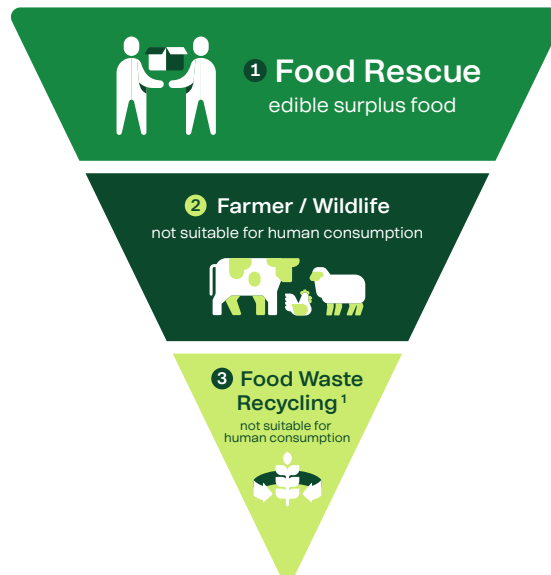 1 Food Rescue
edible surplus food
2 Farmer / Wildlife
not suitable for human consumption
3 Food Waste
Recycling ¹
not suitable for
human consumption